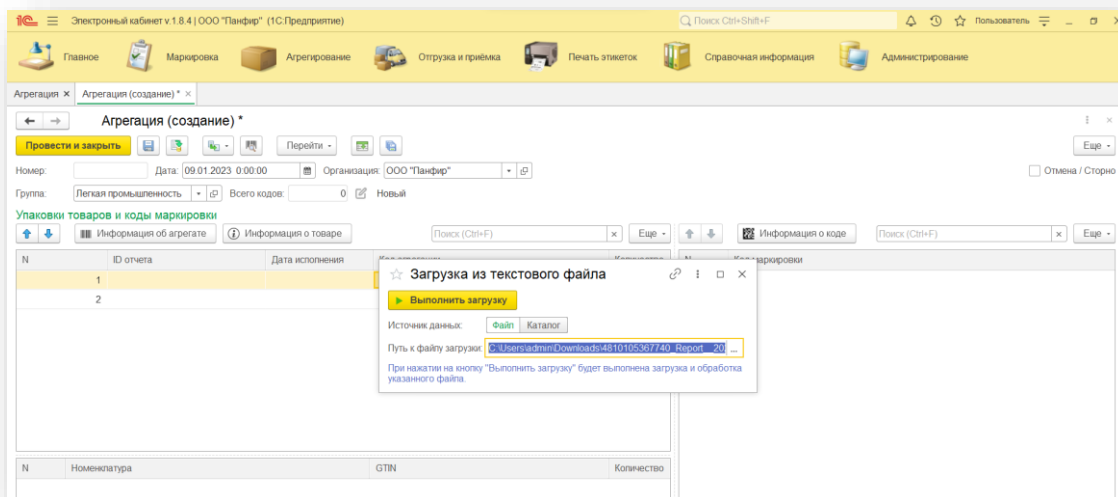 1С Электронный кабинет v.1.8.4 | ООО "Панфир" (1С:Предприятие) Поиск Ctrl+Shift+F Пользователь
Главное Маркировка Агрегирование Отгрузка и приёмка Печать этикеток Справочная информация Администрирование
Агрегация × Агрегация (создание) * ×
Агрегация (создание) *
Провести и закрыть Перейти Еще
Номер: Дата: 09.01.2023 0:00:00 Организация: ООО "Панфир" Отмена / Сторно
Группа: Легкая промышленность Всего кодов: 0 Новый
Упаковки товаров и коды маркировки
Информация об агрегате Информация о товаре Поиск (Ctrl+F) × Еще Информация о коде Поиск (Ctrl+F) × Еще
N ID отчета Дата исполнения Код агрегации Количество N Код маркировки
1
2
Загрузка из текстового файла
Выполнить загрузку
Источник данных: Файл Каталог
Путь к файлу загрузки: C:\Users\admin\Downloads\4810105367740_Report__20 ...
При нажатии на кнопку "Выполнить загрузку" будет выполнена загрузка и обработка
указанного файла.
N Номенклатура GTIN Количество